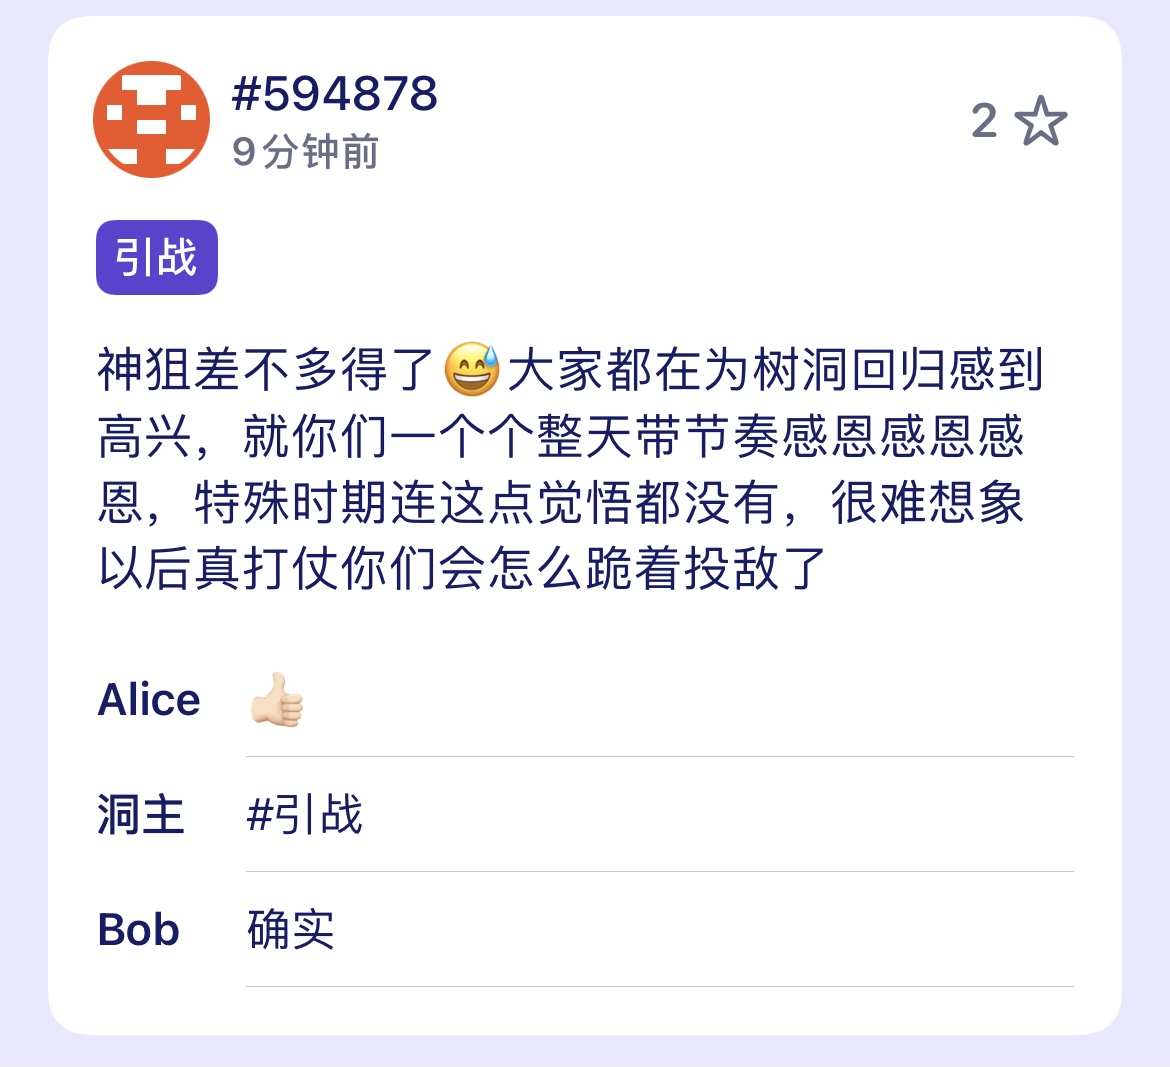 #594878
9分钟前
2
引战
神狙差不多得了😅大家都在为树洞回归感到
高兴，就你们一个个整天带节奏感恩感恩感
恩，特殊时期连这点觉悟都没有，很难想象
以后真打仗你们会怎么跪着投敌了
Alice 👍🏻
洞主 #引战
Bob 确实